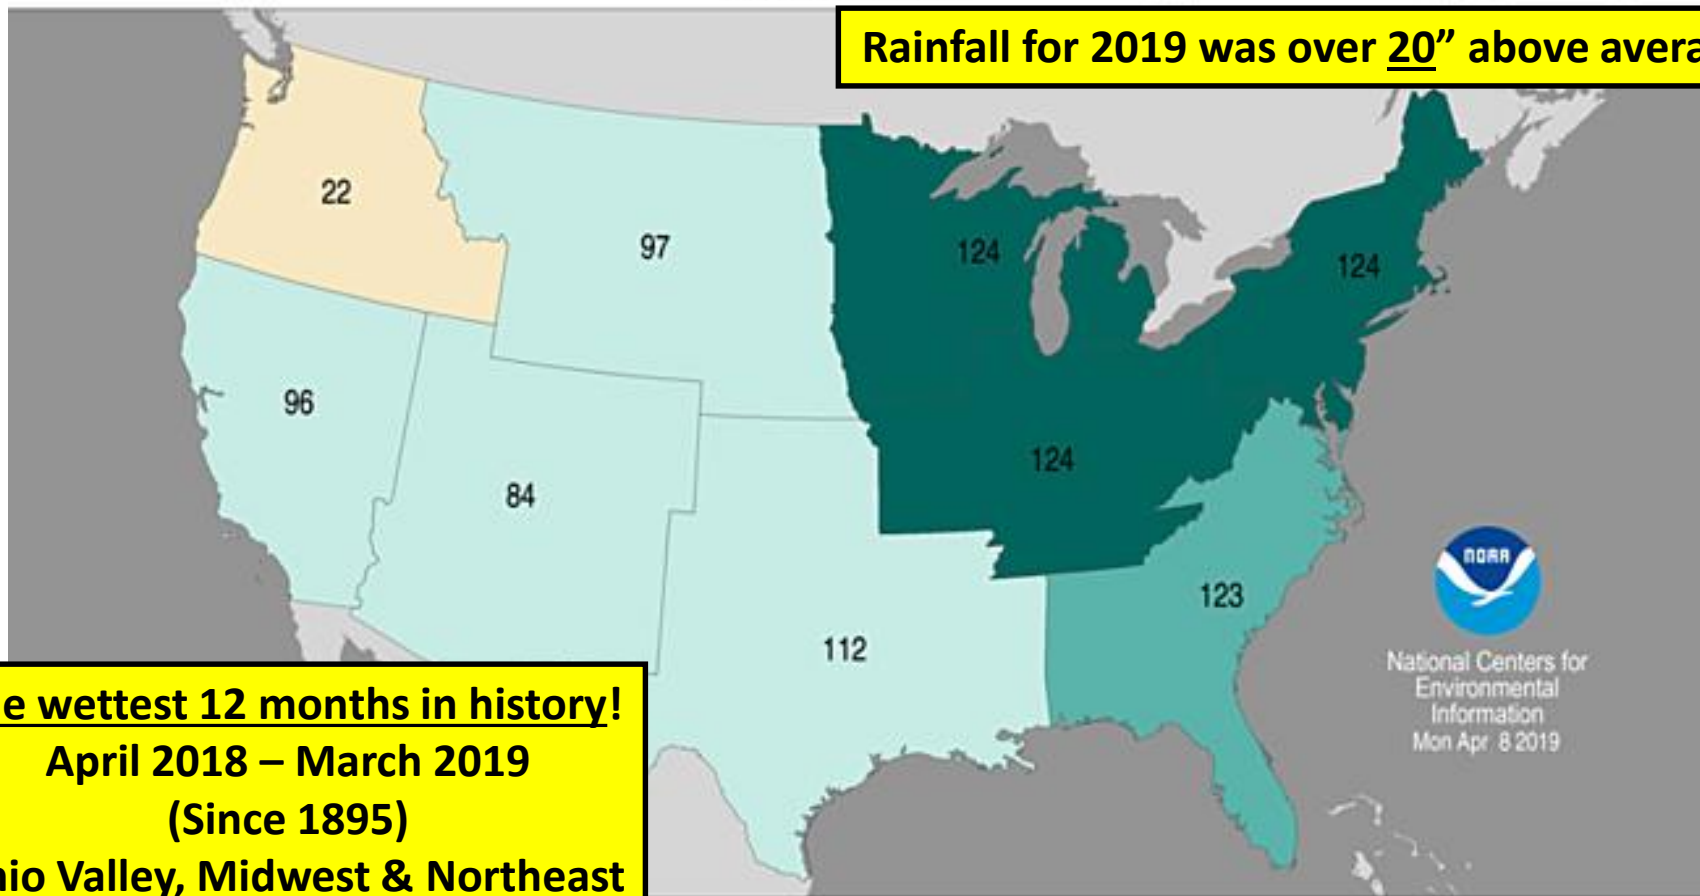 Rainfall for 2019 was over 20” above avera
22
97
124
124
96
124
84
123
112
NOAA
National Centers for
Environmental
Information
Mon Apr 8 2019
e wettest 12 months in history!
April 2018 – March 2019
(Since 1895)
io Valley, Midwest & Northeast